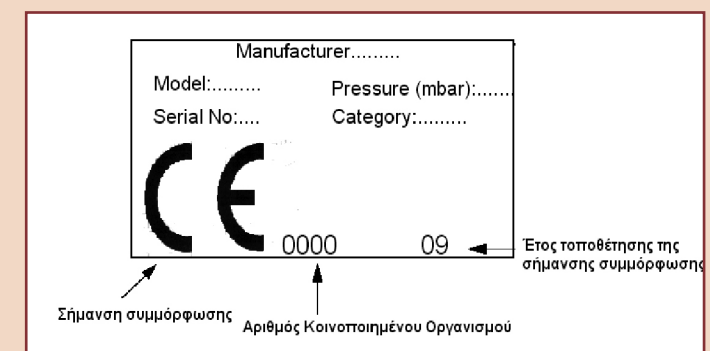 Manufacturer.........
Model:......... Pressure (mbar):.......
Serial No:.... Category:.........
CE
0000 09
Έτος τοποθέτησης της
σήμανσης συμμόρφωσης
Σήμανση συμμόρφωσης
Αριθμός Κοινοποιημένου Οργανισμού